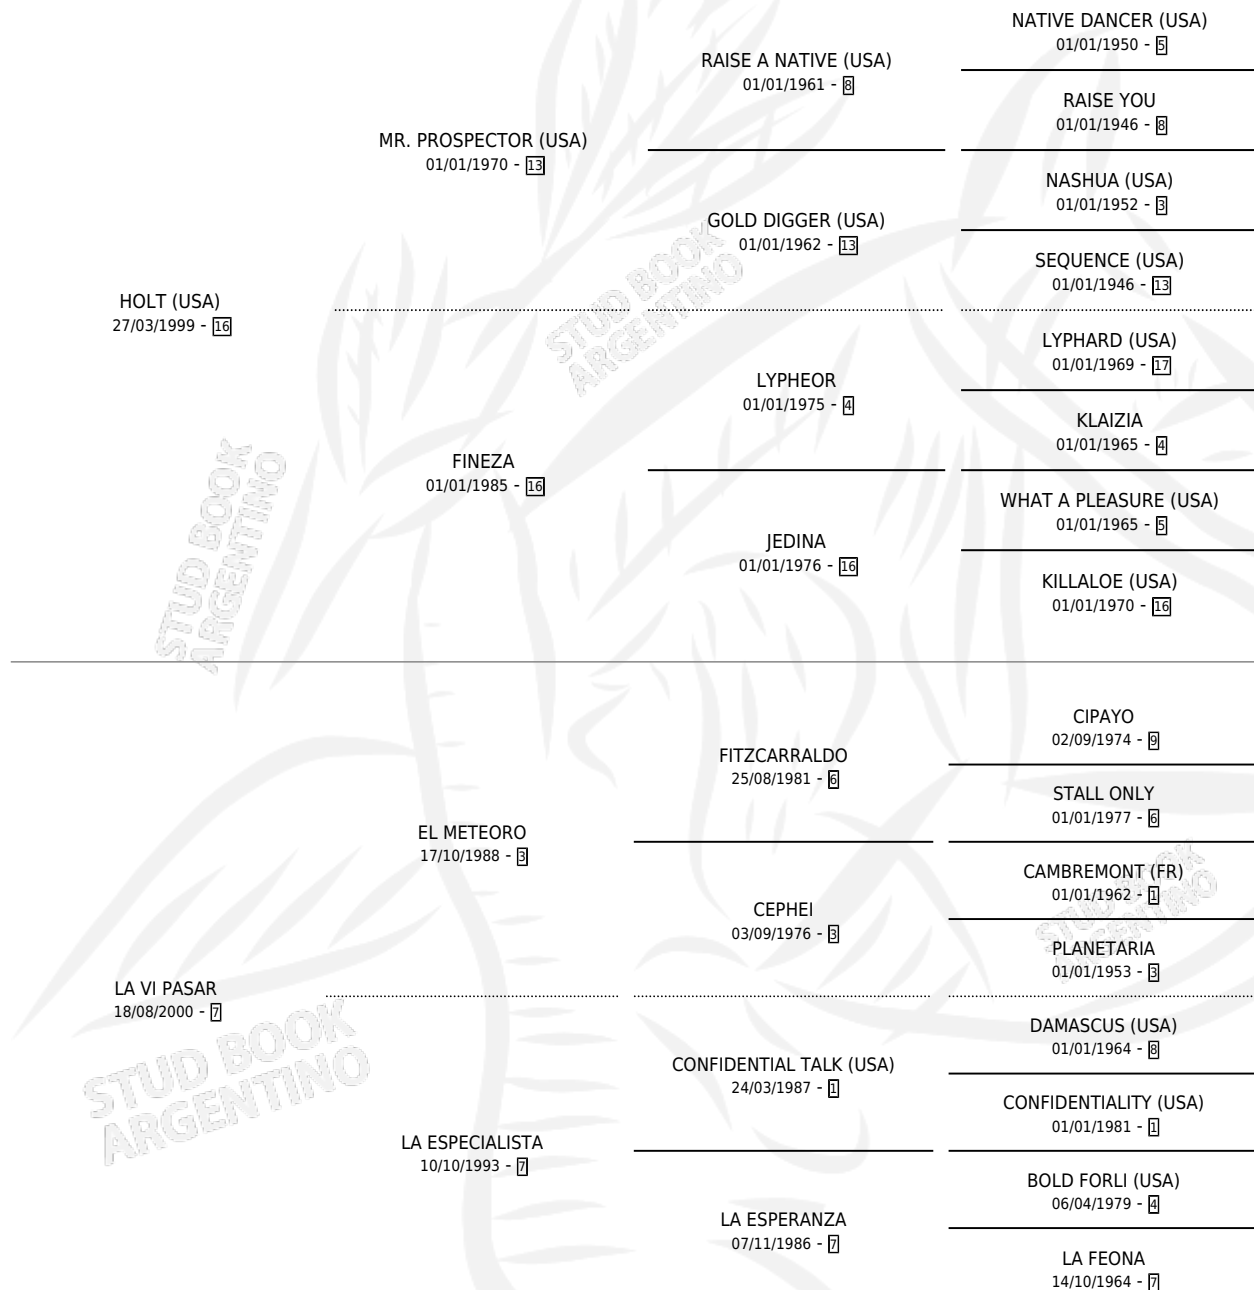 NATIVE DANCER (USA)
01/01/1950 - 5
RAISE A NATIVE (USA)
01/01/1961 - 8
RAISE YOU
01/01/1946 - 8
MR. PROSPECTOR (USA)
01/01/1970 - 13
NASHUA (USA)
01/01/1952 - 3
GOLD DIGGER (USA)
01/01/1962 - 13
SEQUENCE (USA)
01/01/1946 - 13
HOLT (USA)
27/03/1999 - 16
LYPHARD (USA)
01/01/1969 - 17
LYPHEOR
01/01/1975 - 4
KLAIZIA
01/01/1965 - 4
FINEZA
01/01/1985 - 16
WHAT A PLEASURE (USA)
01/01/1965 - 5
JEDINA
01/01/1976 - 16
KILLALOE (USA)
01/01/1970 - 16
CIPAYO
02/09/1974 - 9
FITZCARRALDO
25/08/1981 - 6
STALL ONLY
01/01/1977 - 6
EL METEORO
17/10/1988 - 3
CAMBREMONT (FR)
01/01/1962 - 1
CEPHEI
03/09/1976 - 3
PLANETARIA
01/01/1953 - 3
LA VI PASAR
18/08/2000 - 7
DAMASCUS (USA)
01/01/1964 - 8
CONFIDENTIAL TALK (USA)
24/03/1987 - 1
CONFIDENTIALITY (USA)
01/01/1981 - 1
LA ESPECIALISTA
10/10/1993 - 7
BOLD FORLI (USA)
06/04/1979 - 4
LA ESPERANZA
07/11/1986 - 7
LA FEONA
14/10/1964 - 7
STUD BOOK
ARGENTINO
STUD BOOK
ARGENTINO
STUD BOOK
ARGENTINO
STUD BOOK
ARGENTINO